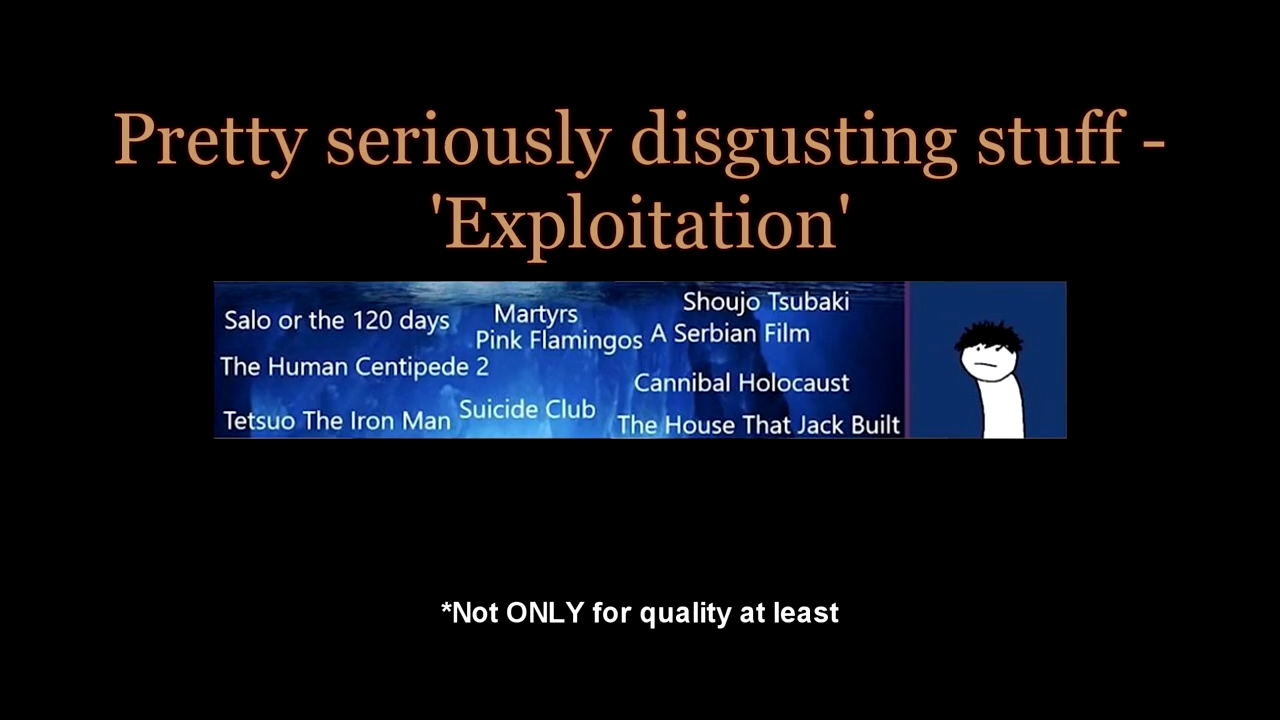 Pretty seriously disgusting stuff -
'Exploitation'
Salo or the 120 days
Martyrs
Shoujo Tsubaki
Pink Flamingos
A Serbian Film
The Human Centipede 2
Cannibal Holocaust
Tetsuo The Iron Man
Suicide Club
The House That Jack Built
*Not ONLY for quality at least